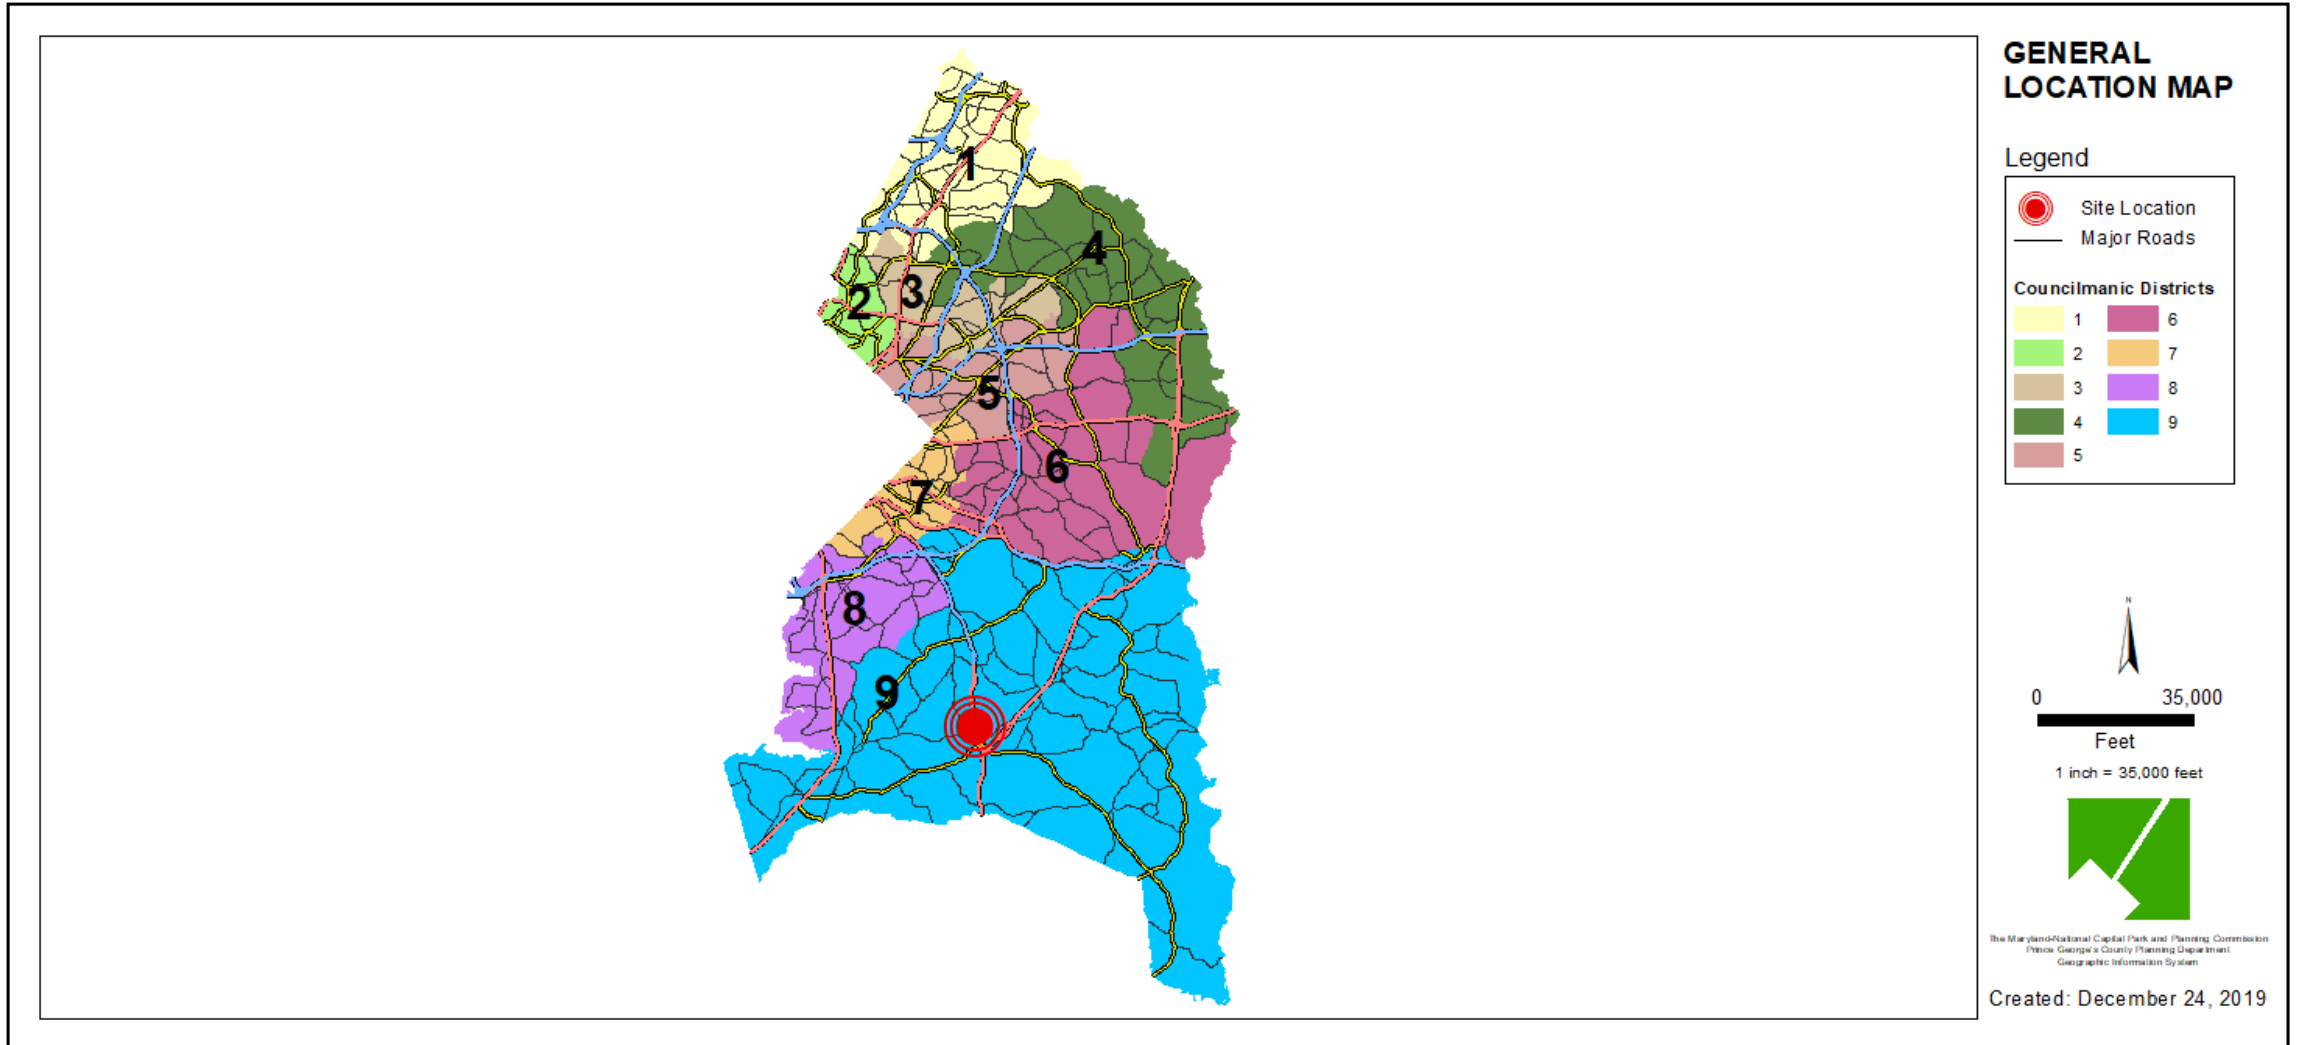 GENERAL
LOCATION MAP
Legend
Site Location
Major Roads
Councilmanic Districts
1 6
2 7
3 8
4 9
5
1
4
3
2
5
6
7
8
9
N
0 35,000
Feet
1 inch = 35,000 feet
The Maryland-National Capital Park and Planning Commission
Prince George's County Planning Department
Geographic Information System
Created: December 24, 2019